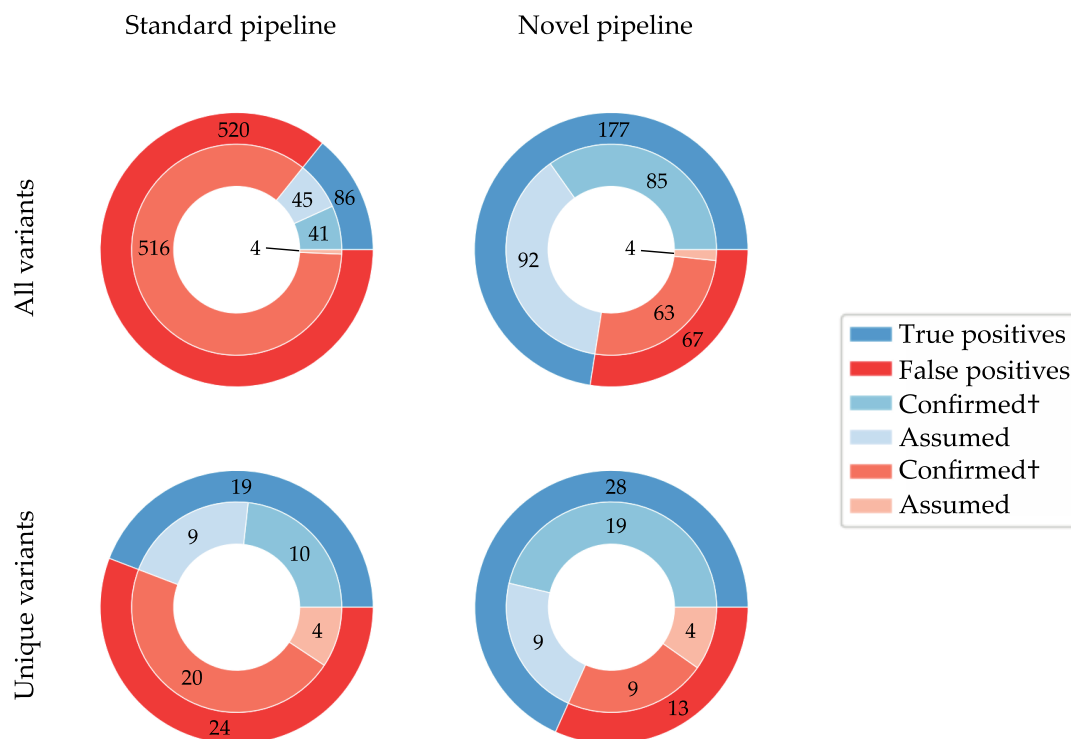 Standard pipeline
Novel pipeline
All variants
520
86
45
41
4
516
177
85
92
4
63
67
True positives
False positives
Confirmed†
Assumed
Confirmed†
Assumed
Unique variants
19
9
10
4
20
24
28
19
9
4
9
13